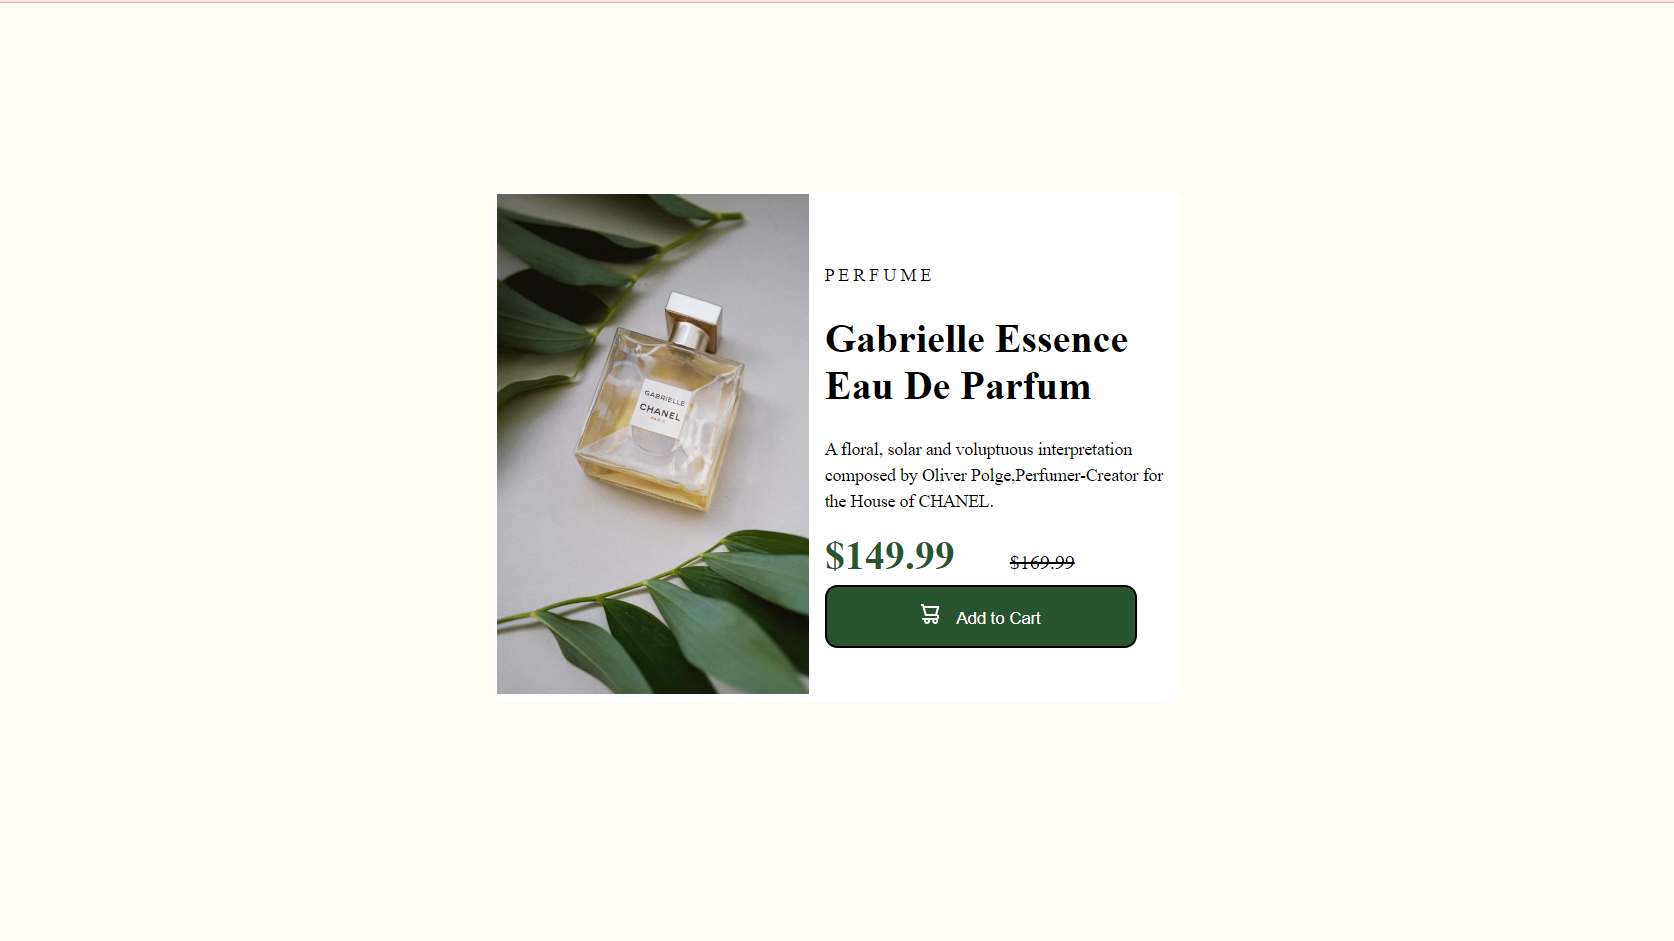 GABRIELLE
CHANEL
PARIS
PERFUME
Gabrielle Essence
Eau De Parfum
A floral, solar and voluptuous interpretation
composed by Oliver Polge,Perfumer-Creator for
the House of CHANEL.
$149.99 $169.99
Add to Cart